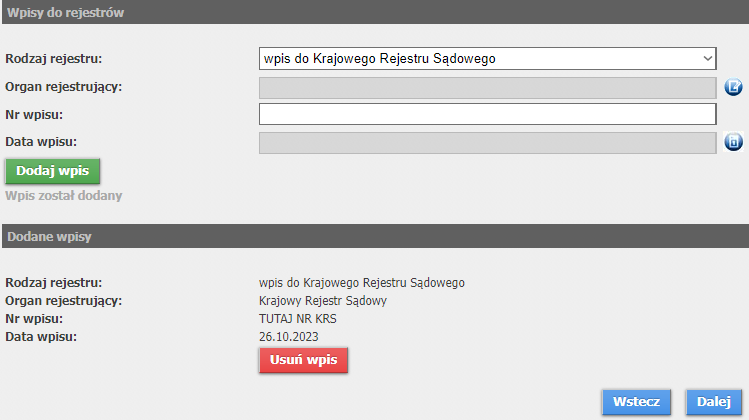 Wpisy do rejestrów
Rodzaj rejestru: wpis do Krajowego Rejestru Sądowego
Organ rejestrujący:
Nr wpisu:
Data wpisu:
Dodaj wpis
Wpis został dodany
Dodane wpisy
Rodzaj rejestru: wpis do Krajowego Rejestru Sądowego
Organ rejestrujący: Krajowy Rejestr Sądowy
Nr wpisu: TUTAJ NR KRS
Data wpisu: 26.10.2023
Usuń wpis
Wstecz Dalej